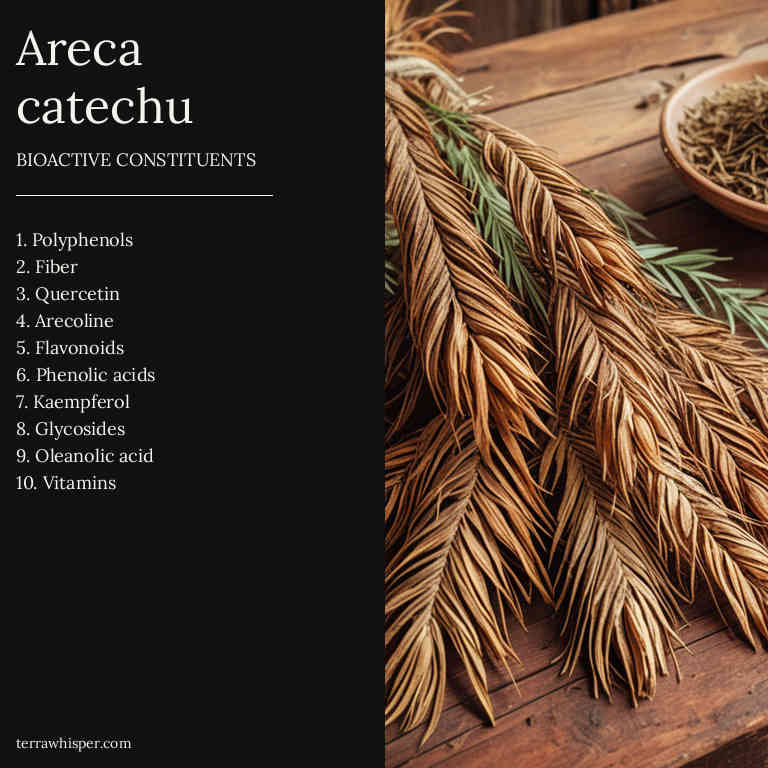 Areca
catechu
BIOACTIVE CONSTITUENTS
1. Polyphenols
2. Fiber
3. Quercetin
4. Arecoline
5. Flavonoids
6. Phenolic acids
7. Kaempferol
8. Glycosides
9. Oleanolic acid
10. Vitamins
terrawhisper.com